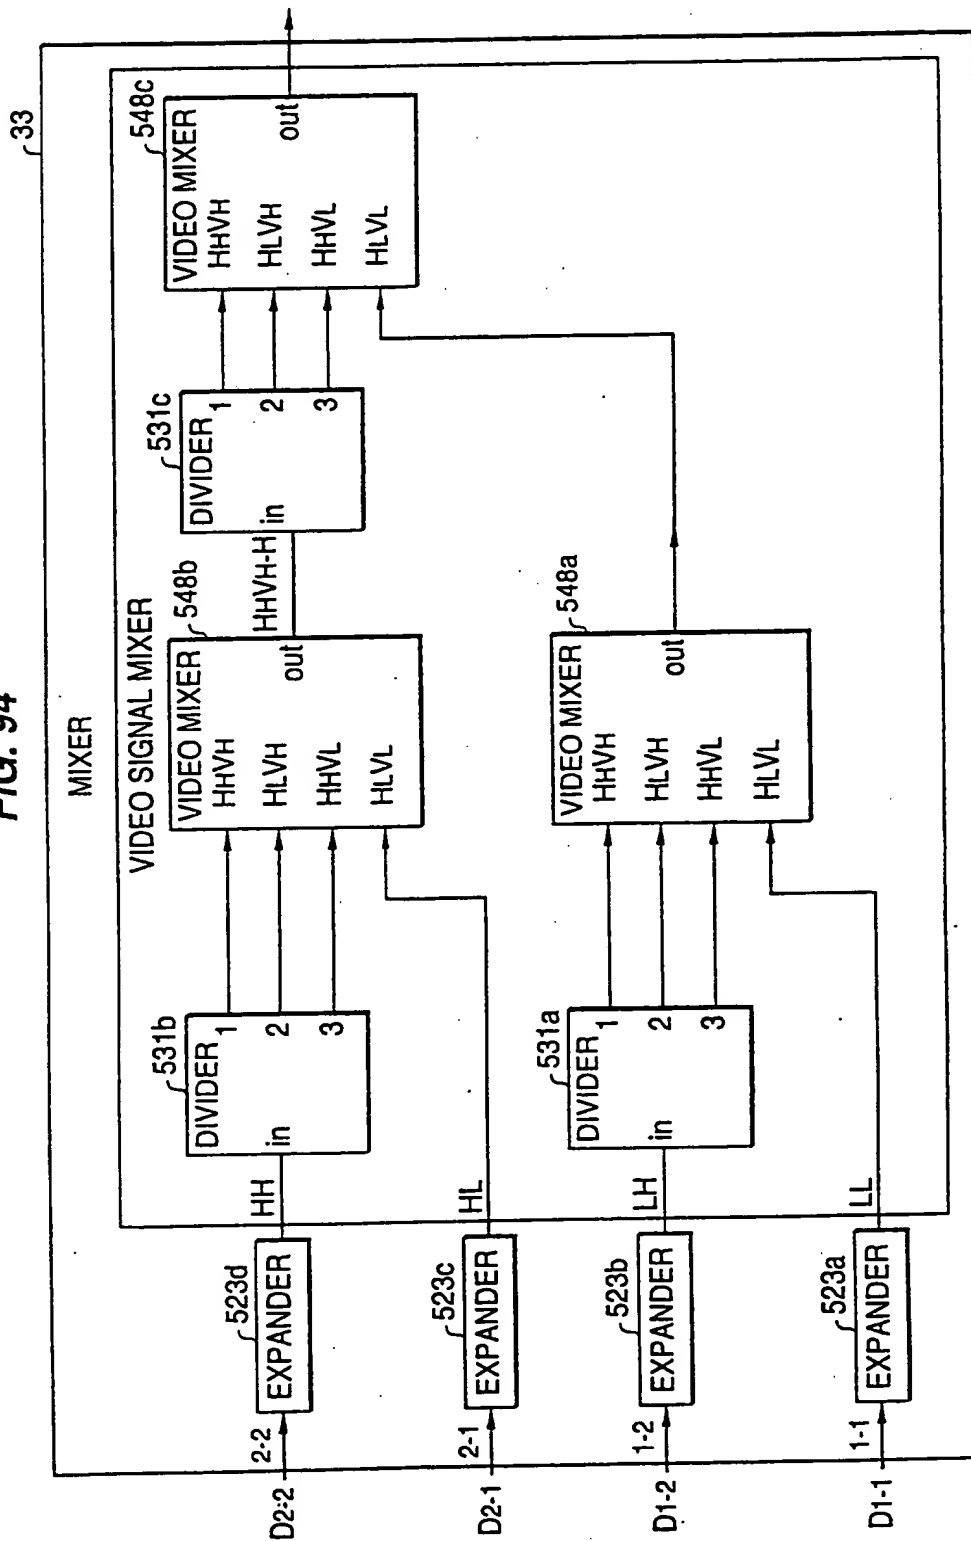 FIG. 94
33
MIXER
VIDEO SIGNAL MIXER
D2-2
2-2
EXPANDER
523d
HH
DIVIDER
531b
in
1
2
3
VIDEO MIXER
548b
HHVH
HLVH
HHVL
HLVL
out
HHVH-H
DIVIDER
531c
in
1
2
3
VIDEO MIXER
548c
HHVH
HLVH
HHVL
HLVL
out
D2-1
2-1
EXPANDER
523c
HL
D1-2
1-2
EXPANDER
523b
LH
DIVIDER
531a
in
1
2
3
VIDEO MIXER
548a
HHVH
HLVH
HHVL
HLVL
out
D1-1
1-1
EXPANDER
523a
LL